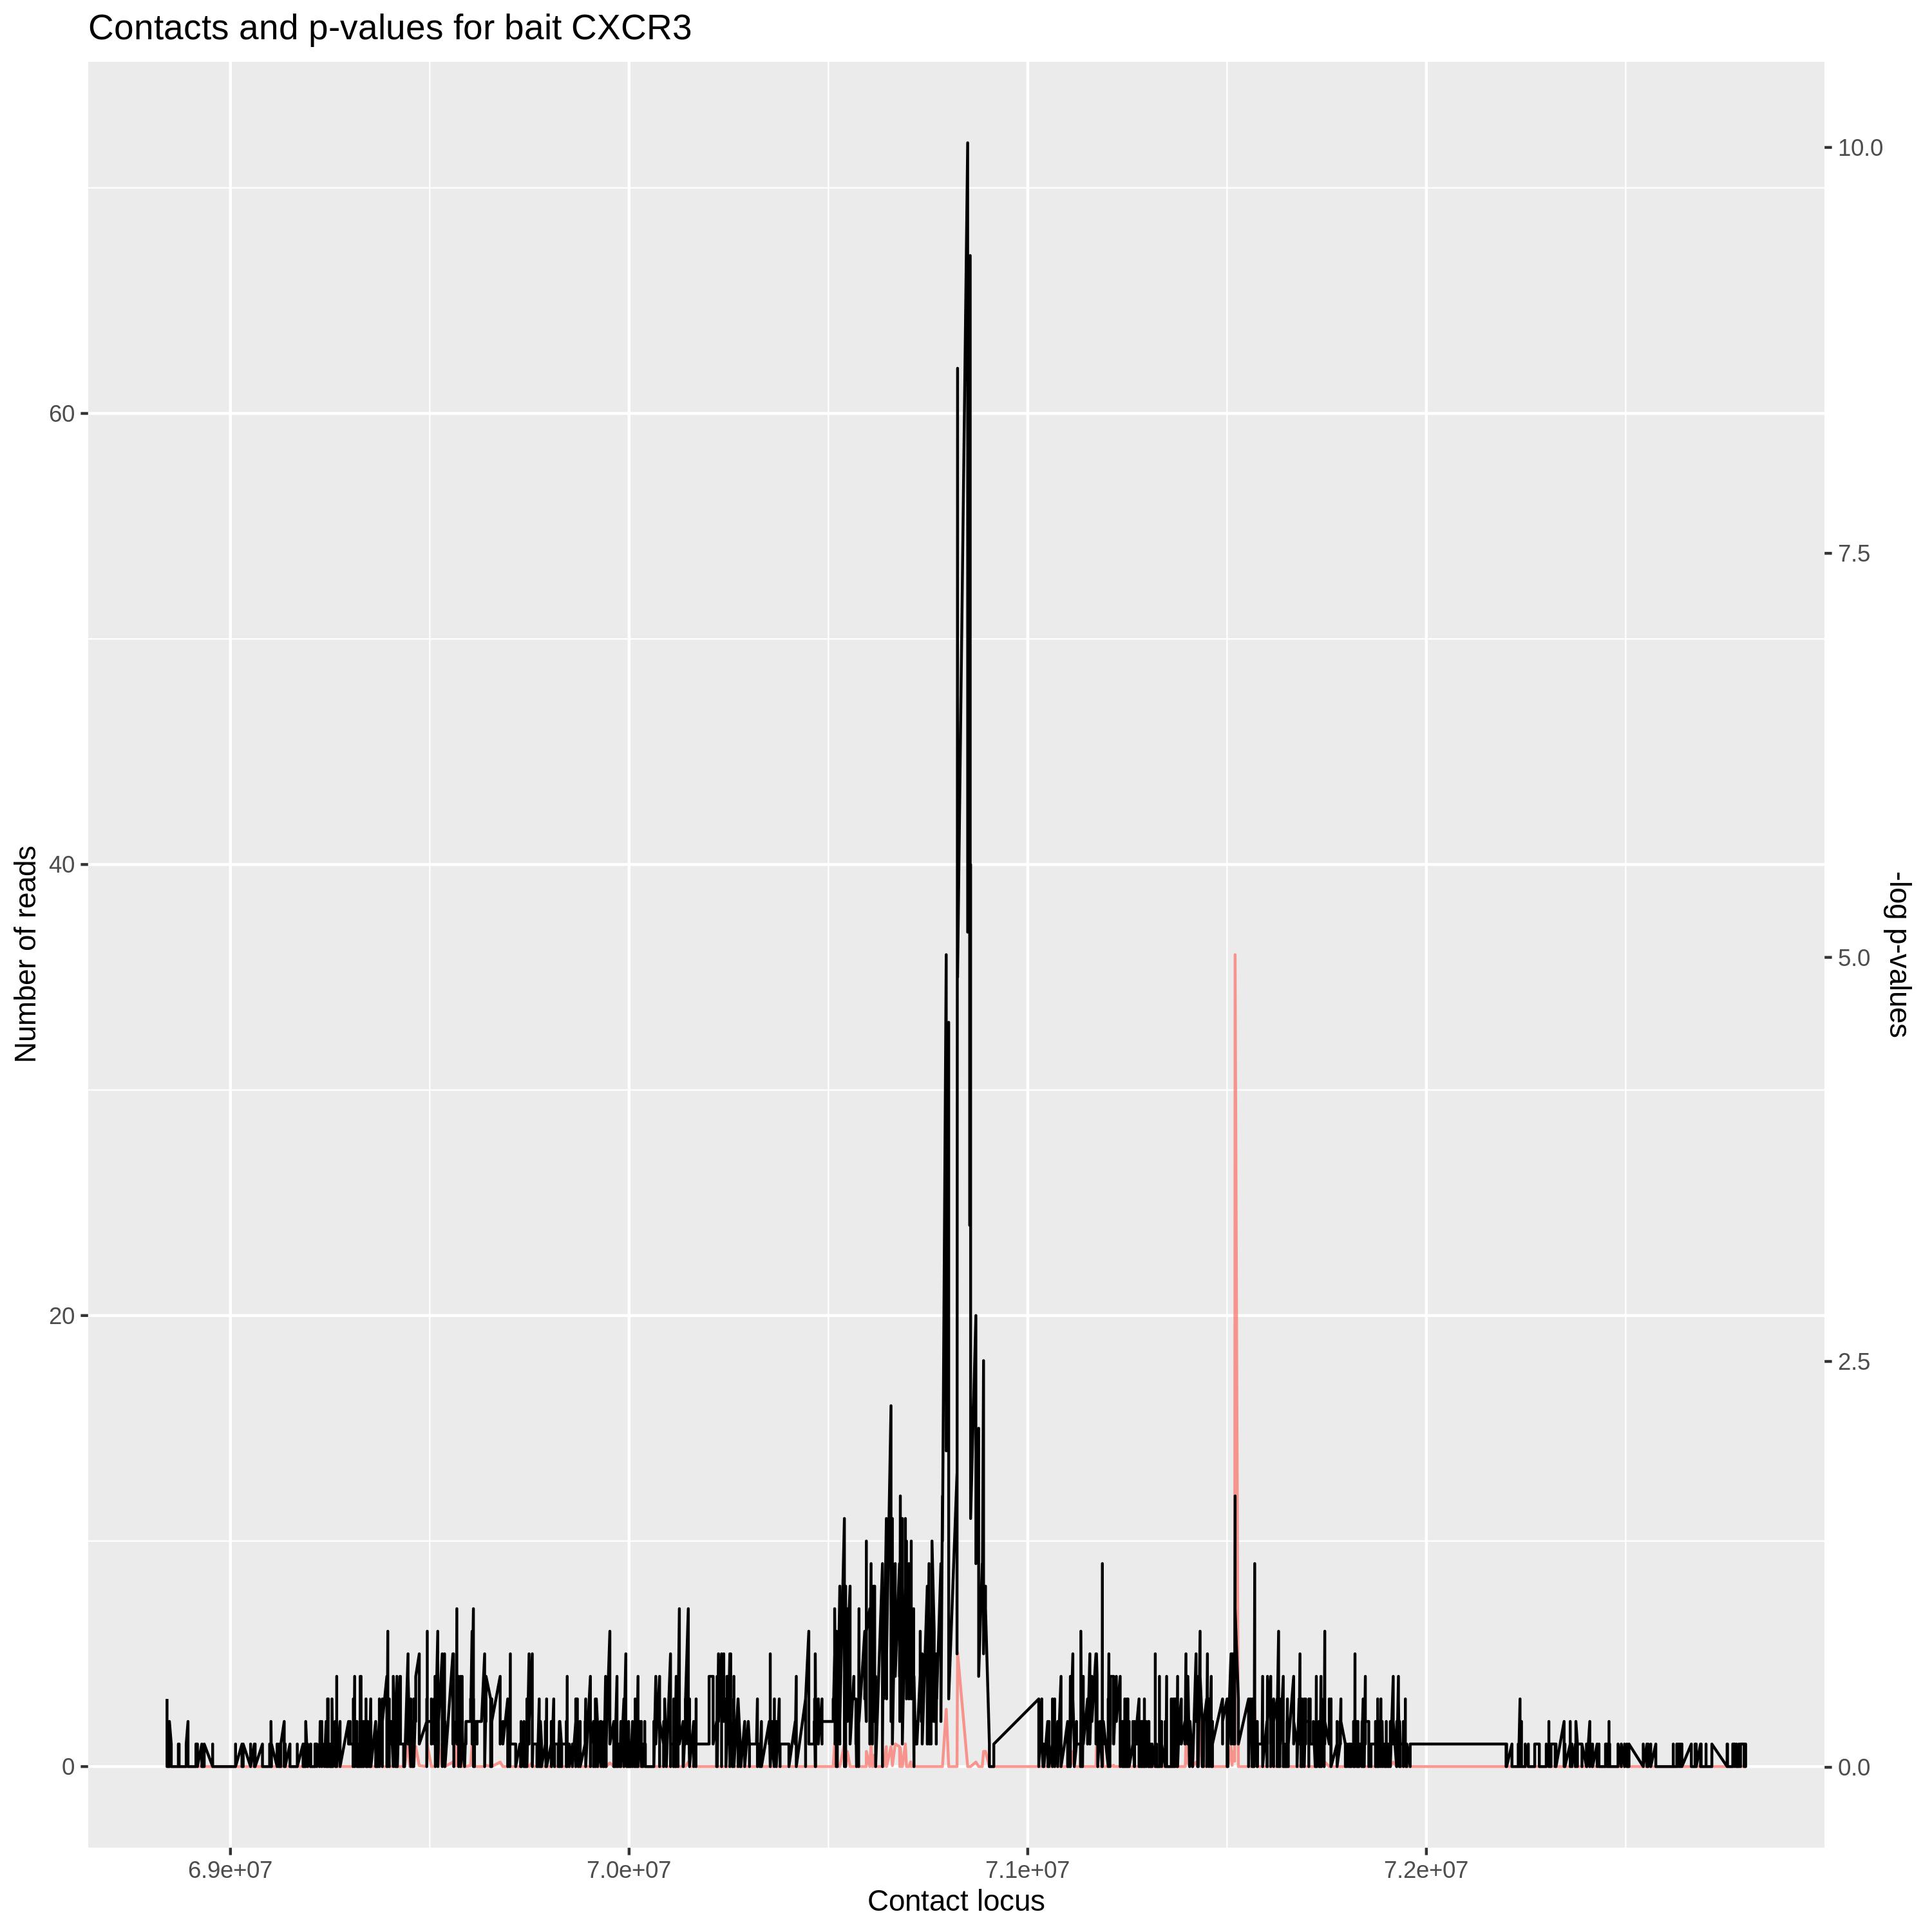 Contacts and p-values for bait CXCR3
10.0
60
7.5
40
5.0
20
2.5
0
0.0
Number of reads
-log p-values
6.9e+07 7.0e+07 7.1e+07 7.2e+07
Contact locus